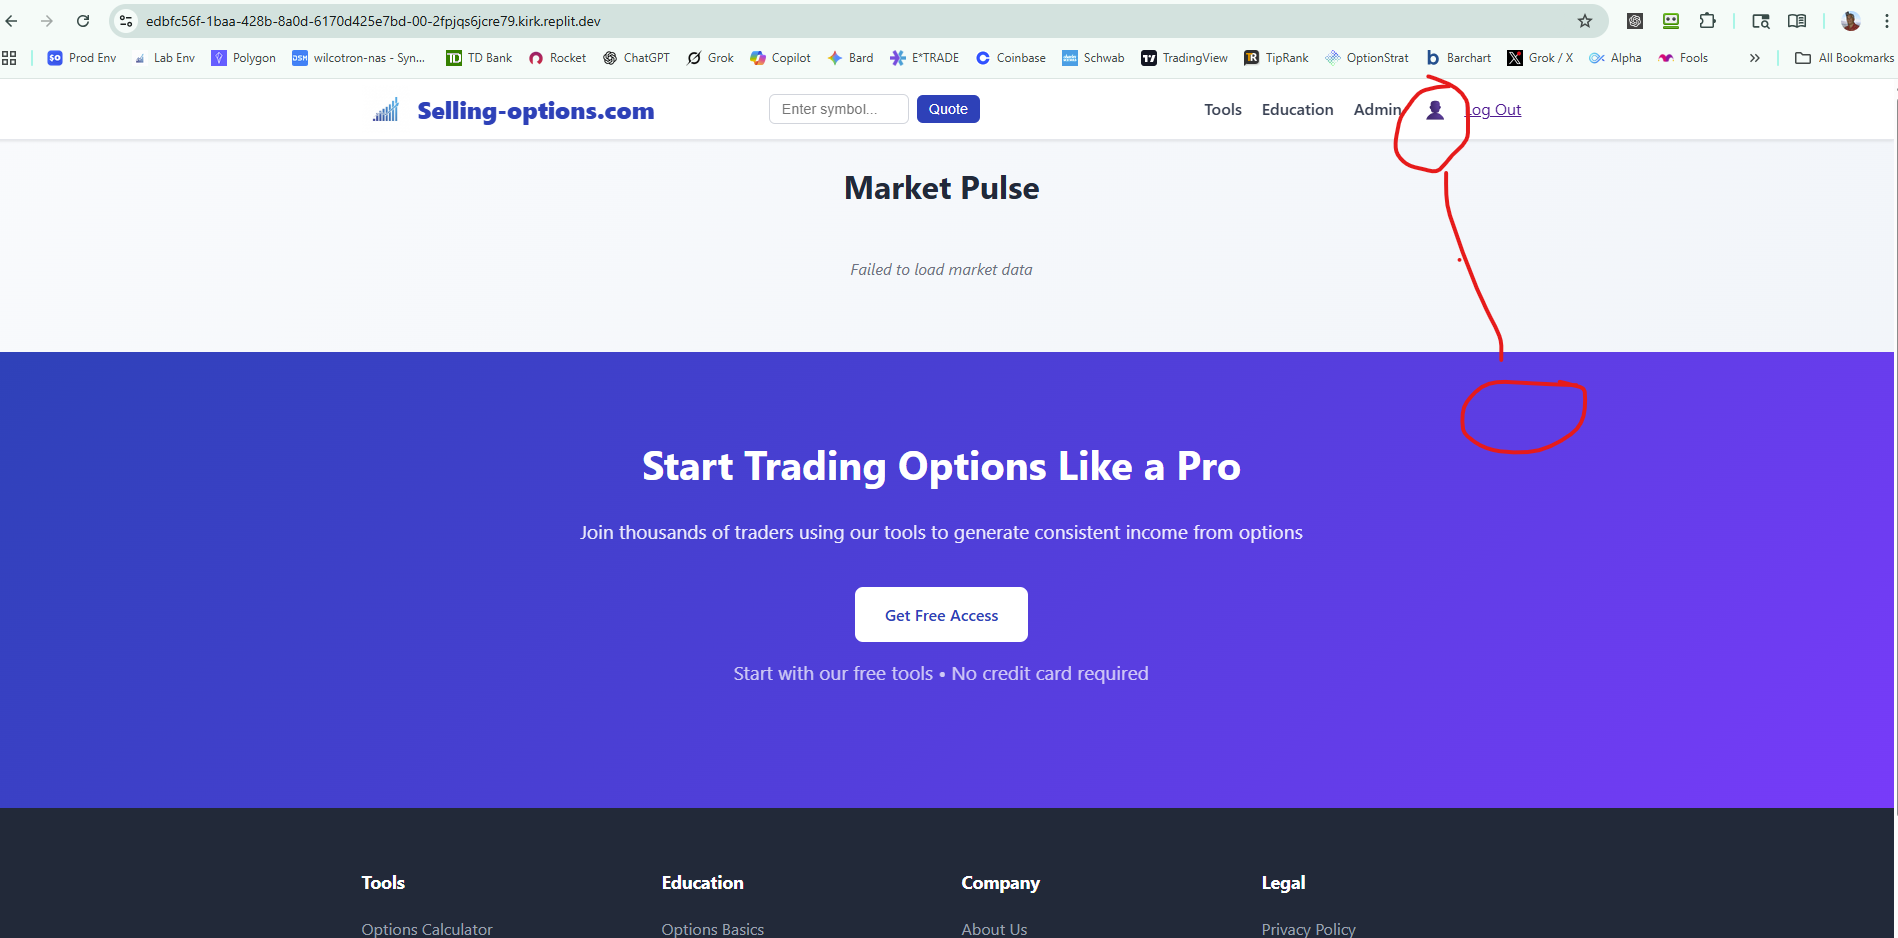 edbfc56f-1baa-428b-8a0d-6170d425e7bd-00-2fpjqs6jcre79.kirk.replit.dev
Prod Env Lab Env Polygon DSM wilcotron-nas - Syn... TD TD Bank Rocket ChatGPT Grok Copilot Bard E*TRADE Coinbase Schwab TradingView TipRank OptionStrat Barchart Grok / X Alpha Fools » All Bookmarks
Selling-options.com Enter symbol... Quote Tools Education Admin Log Out
Market Pulse
Failed to load market data
Start Trading Options Like a Pro
Join thousands of traders using our tools to generate consistent income from options
Get Free Access
Start with our free tools • No credit card required
Tools Education Company Legal
Options Calculator Options Basics About Us Privacy Policy